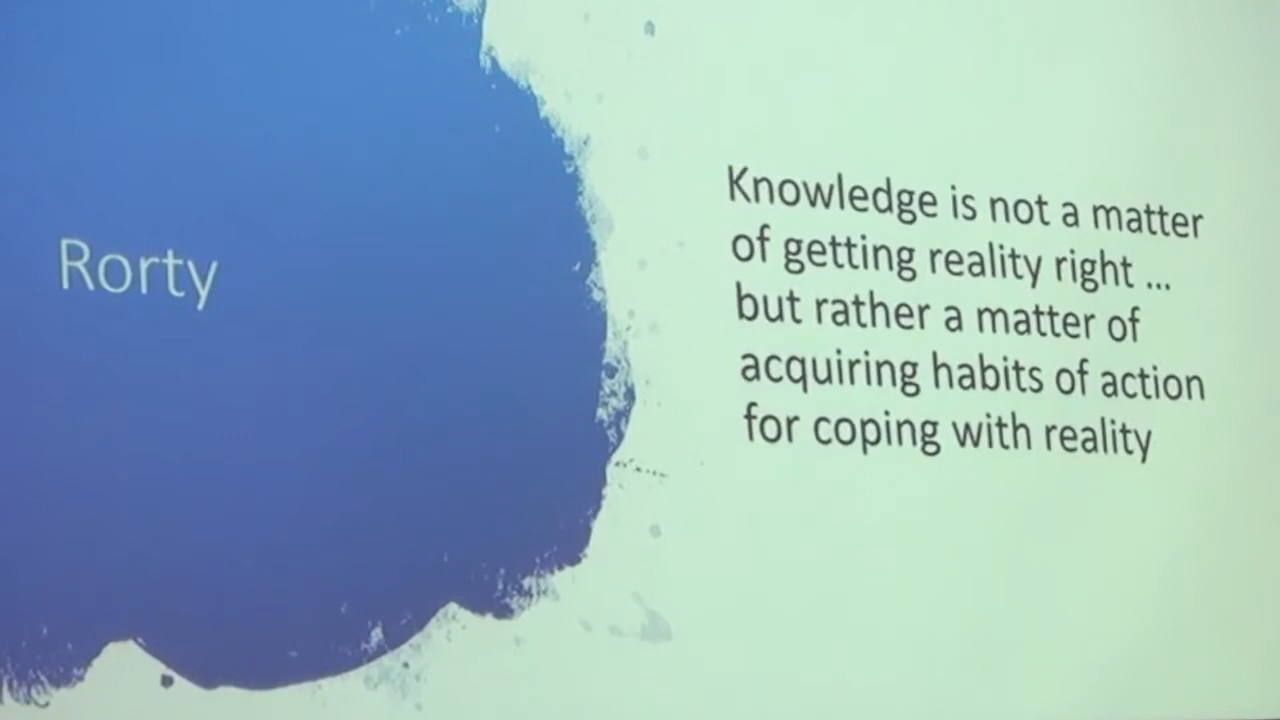 Rorty
Knowledge is not a matter
of getting reality right ...
but rather a matter of
acquiring habits of action
for coping with reality